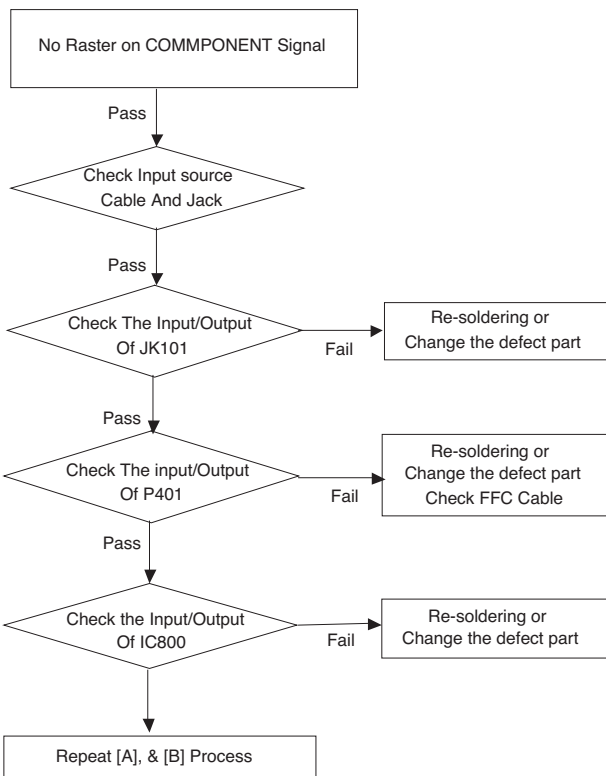 No Raster on COMMPONENT Signal
Pass
Check Input source
Cable And Jack
Pass
Check The Input/Output
Of JK101
Fail
Re-soldering or
Change the defect part
Pass
Check The input/Output
Of P401
Fail
Re-soldering or
Change the defect part
Check FFC Cable
Pass
Check the Input/Output
Of IC800
Fail
Re-soldering or
Change the defect part
Repeat [A], & [B] Process